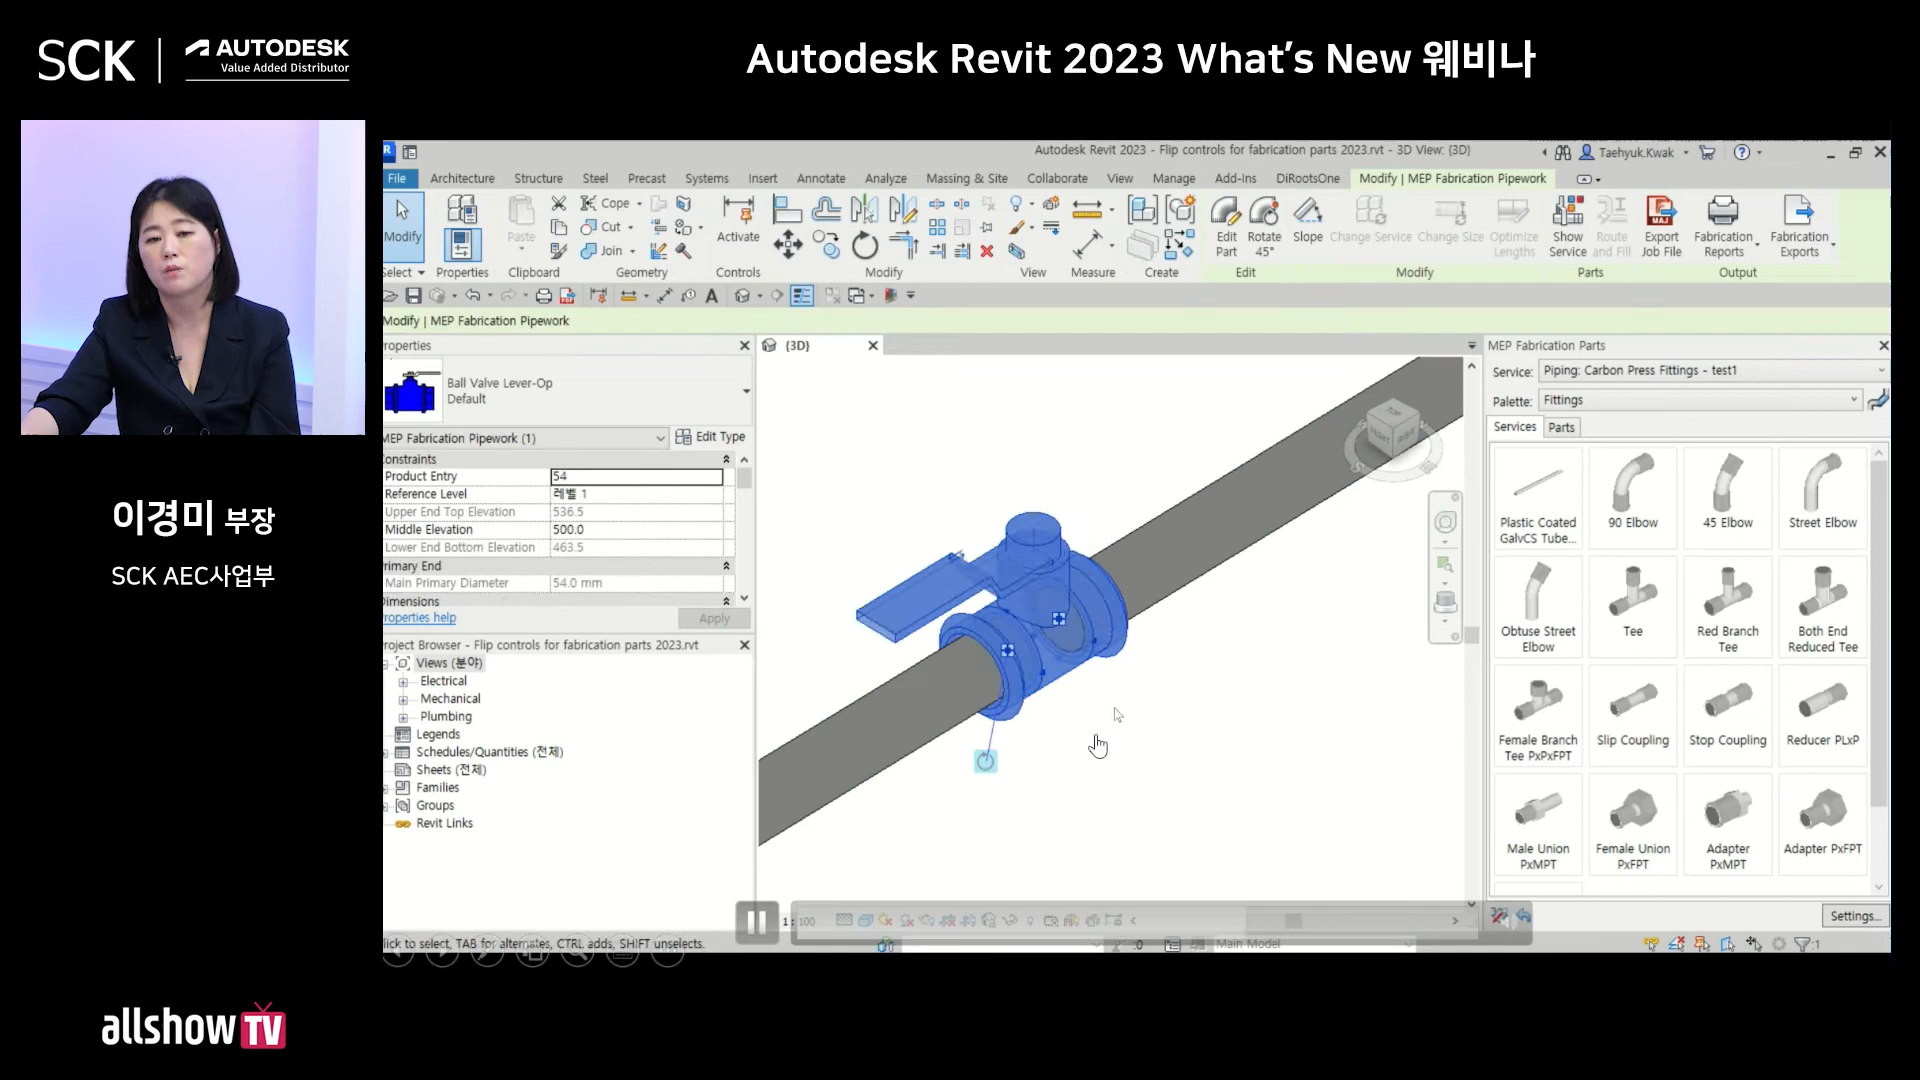 SCK | AUTODESK
Value Added Distributor
Autodesk Revit 2023 What's New 웨비나
이경미 부장
SCK AEC사업부
allshow TV
Autodesk Revit 2023 - Flip controls for fabrication parts 2023.rvt - 3D View: {3D}
Taehyuk.Kwak
File Architecture Structure Steel Precast Systems Insert Annotate Analyze Massing & Site Collaborate View Manage Add-Ins DiRootsOne Modify | MEP Fabrication Pipework
Modify
Paste
Cope
Cut
Join
Activate
Edit Part
Rotate 45°
Slope
Change Service
Change Size
Optimize Lengths
Show Service
Route and Fill
Export Job File
Fabrication Reports
Fabrication Exports
Select Properties Clipboard Geometry Controls Modify View Measure Create Edit Modify Parts Output
Modify | MEP Fabrication Pipework
roperties
Ball Valve Lever-Op
Default
MEP Fabrication Pipework (1)
Edit Type
onstraints
Product Entry 54
Reference Level 레벨 1
Upper End Top Elevation 536.5
Middle Elevation 500.0
Lower End Bottom Elevation 463.5
rimary End
Main Primary Diameter 54.0 mm
Dimensions
roperties help
Apply
roject Browser - Flip controls for fabrication parts 2023.rvt
Views (분야)
Electrical
Mechanical
Plumbing
Legends
Schedules/Quantities (전체)
Sheets (전체)
Families
Groups
Revit Links
{3D}
TOP
FRONT
RIGHT
1 : 100
MEP Fabrication Parts
Service: Piping: Carbon Press Fittings - test1
Palette: Fittings
Services Parts
Plastic Coated GalvCS Tube...
90 Elbow
45 Elbow
Street Elbow
Obtuse Street Elbow
Tee
Red Branch Tee
Both End Reduced Tee
Female Branch Tee PxPxFPT
Slip Coupling
Stop Coupling
Reducer PLxP
Male Union PxMPT
Female Union PxFPT
Adapter PxMPT
Adapter PxFPT
Settings...
lick to select, TAB for alternates, CTRL adds, SHIFT unselects.
:0
Main Model
:1